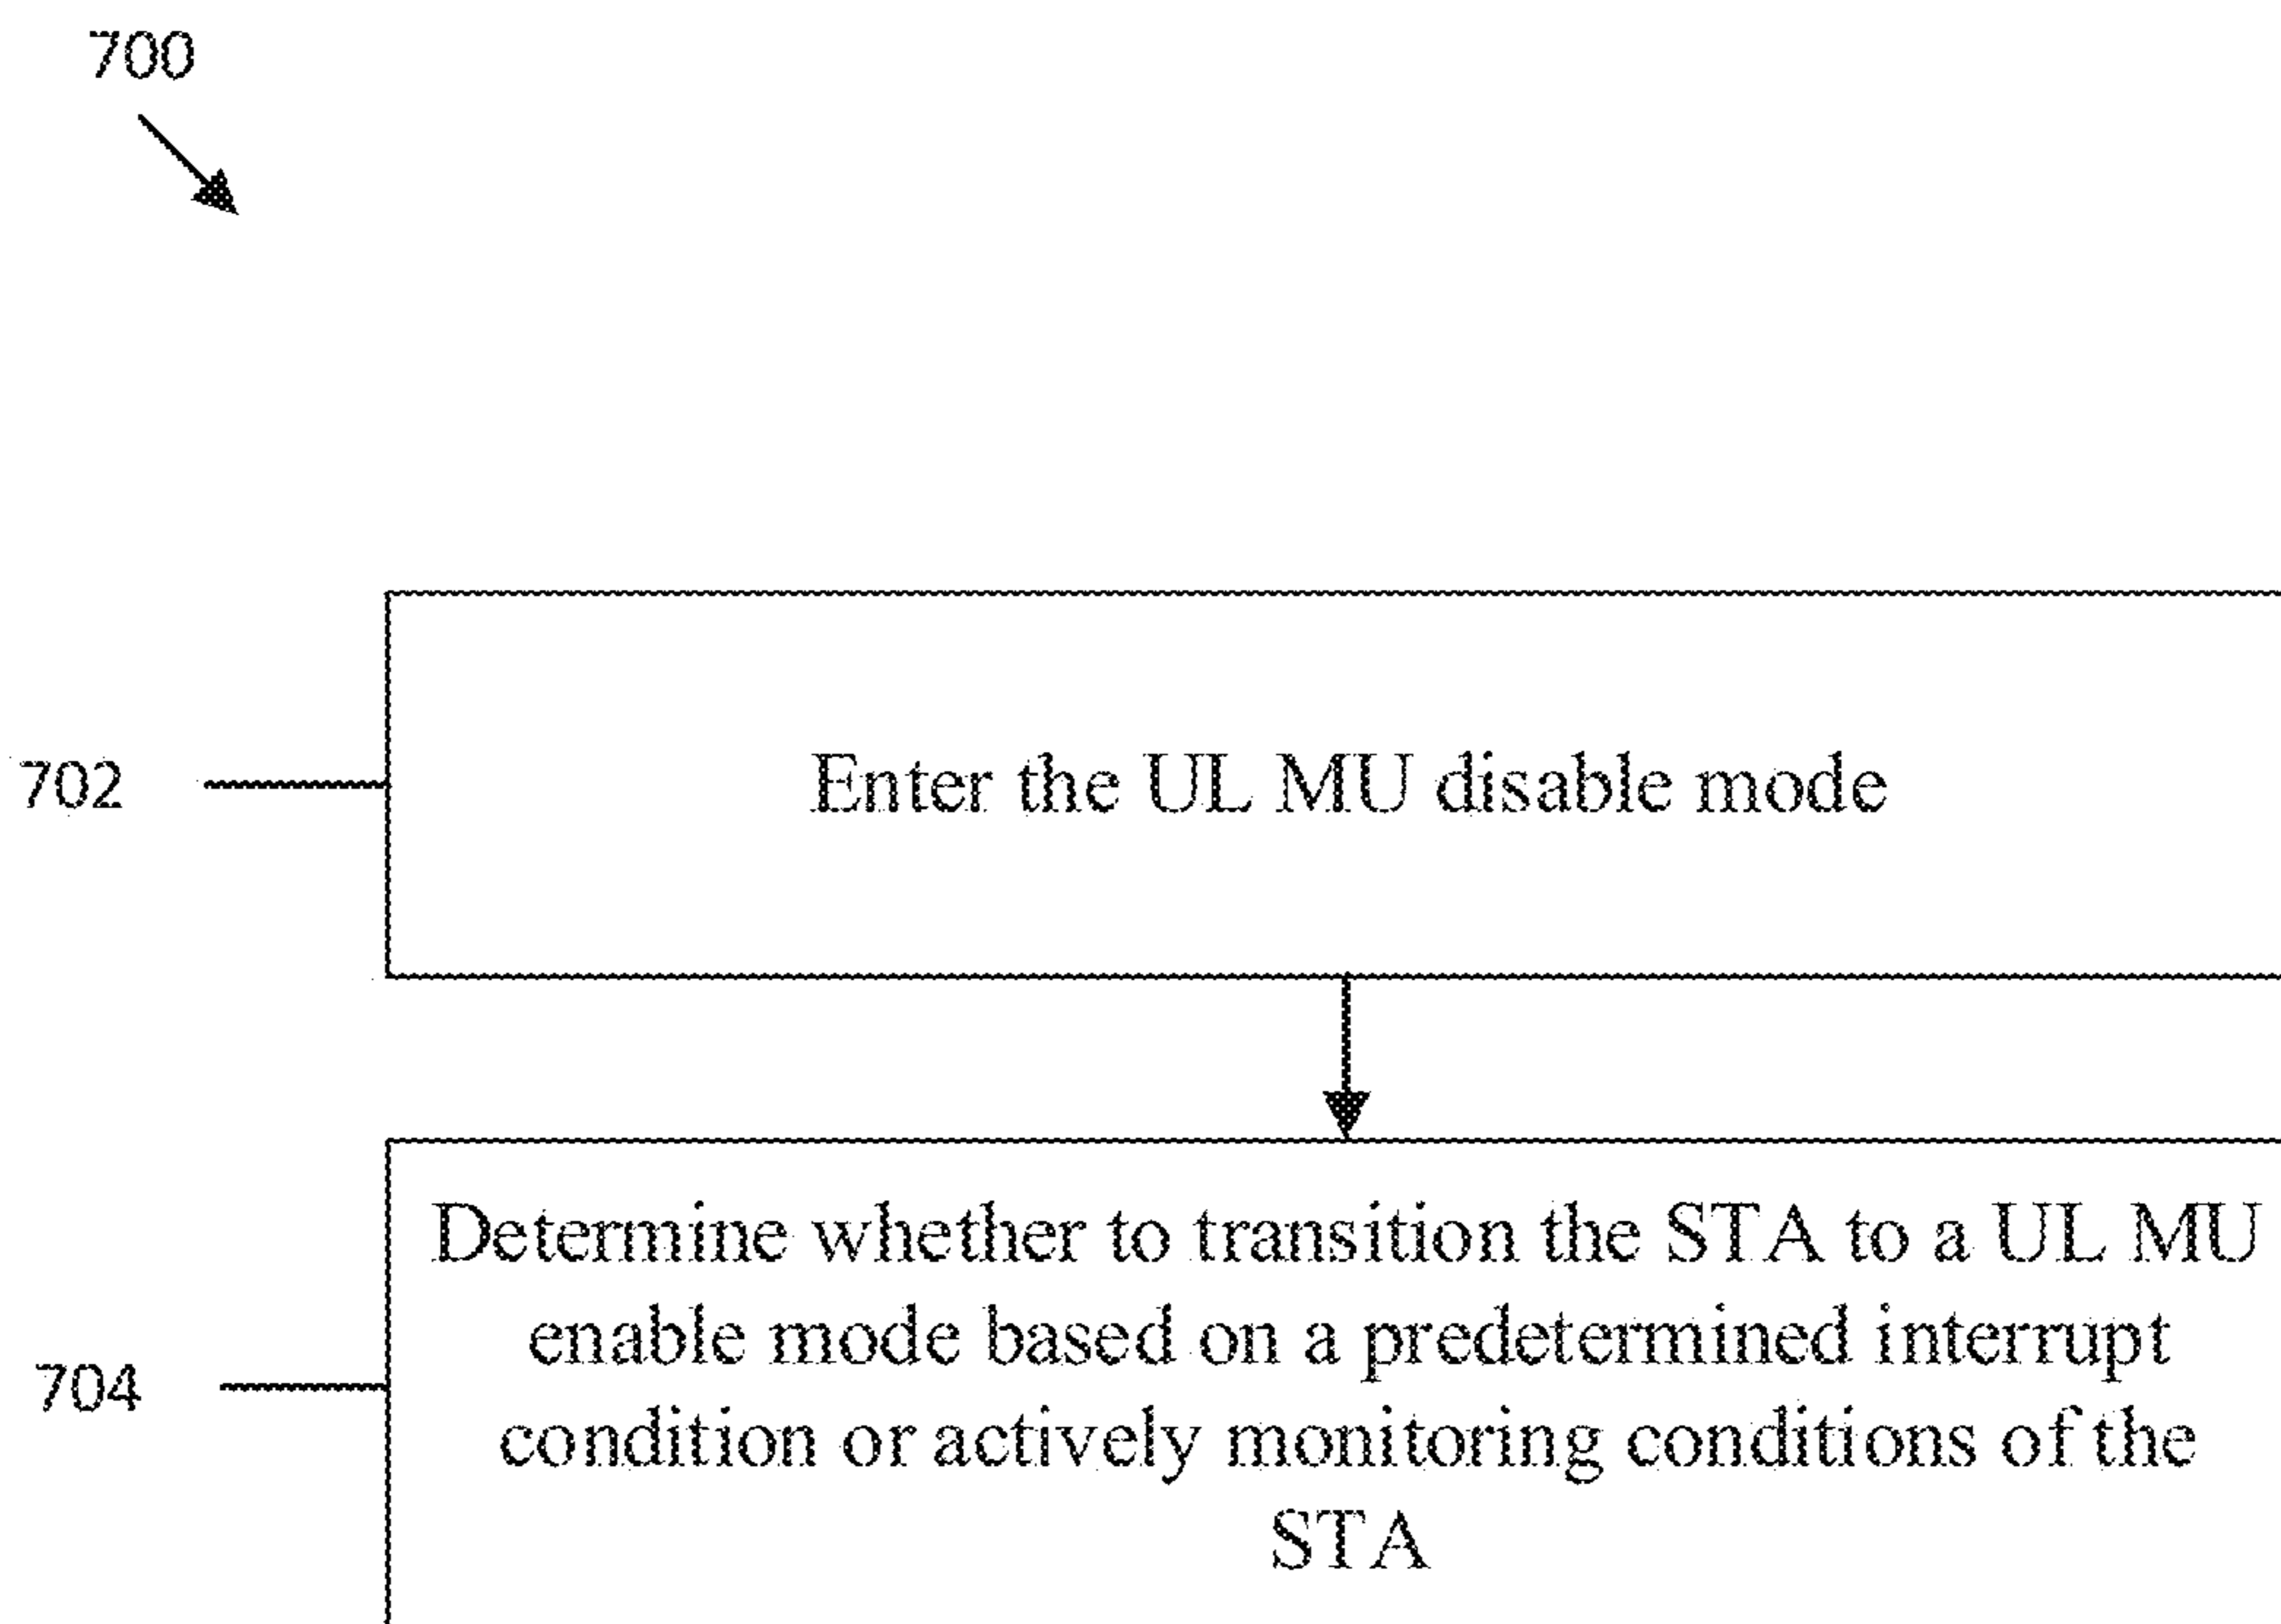 700
702
Enter the UL MU disable mode
704
Determine whether to transition the STA to a UL MU
enable mode based on a predetermined interrupt
condition or actively monitoring conditions of the
STA